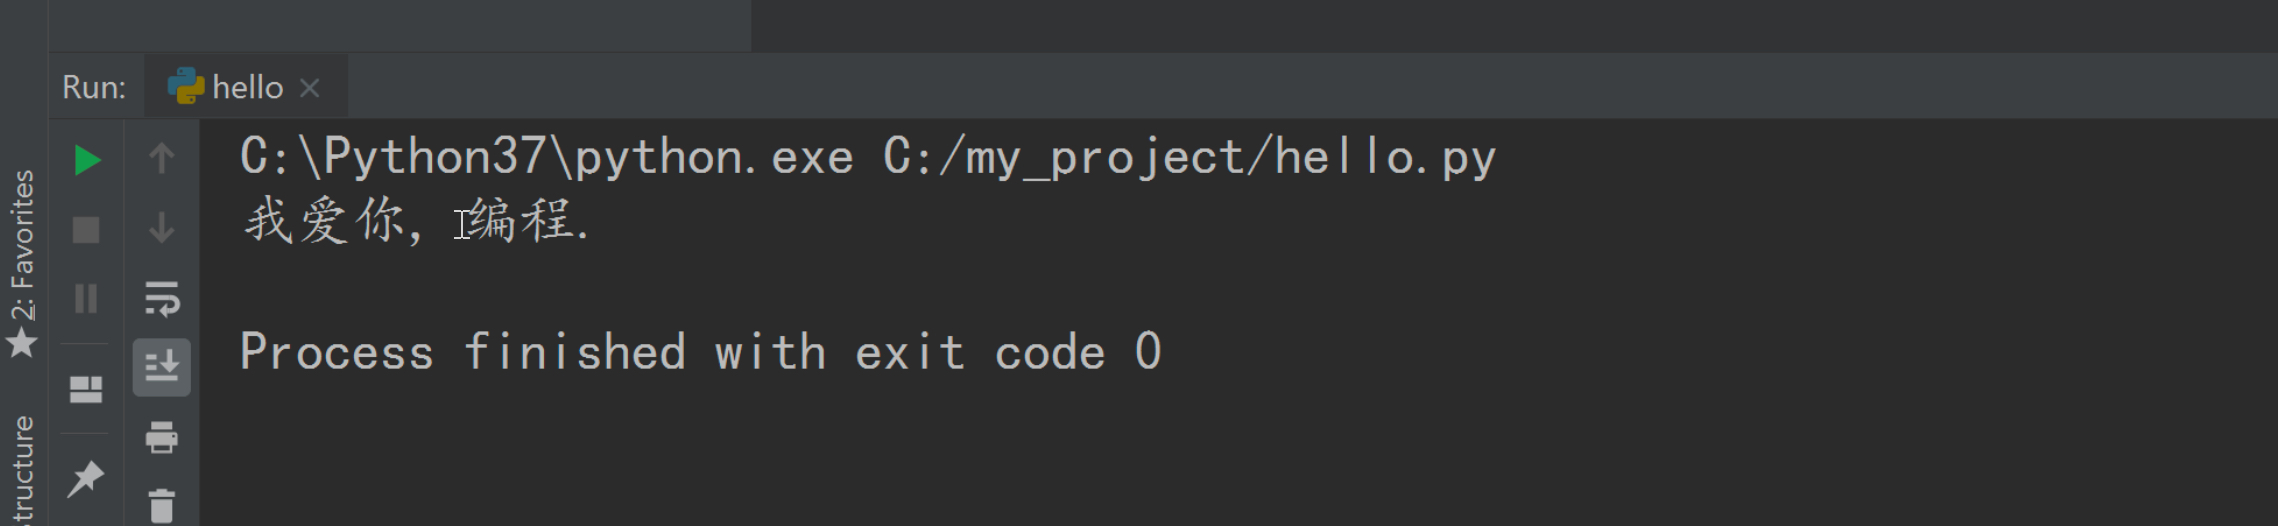 Run: hello
C:\Python37\python.exe C:/my_project/hello.py
我爱你, 编程.
Process finished with exit code 0
2: Favorites
tructure